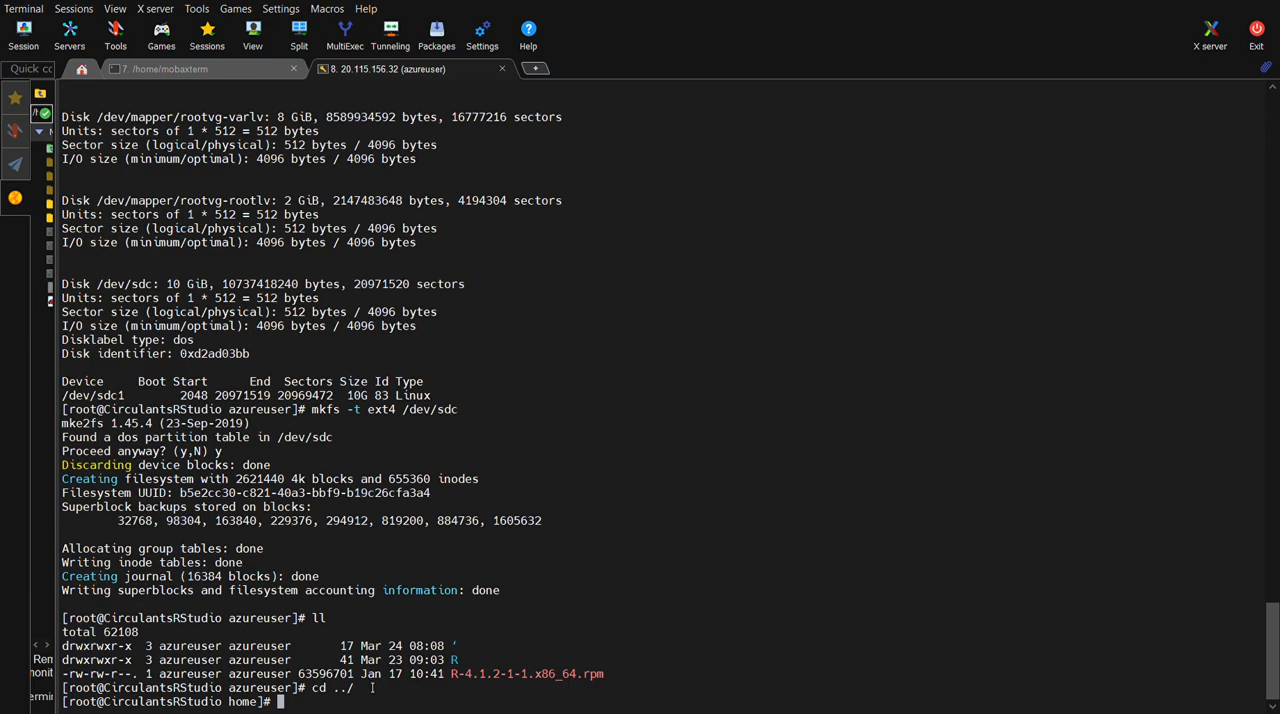 Terminal Sessions View X server Tools Games Settings Macros Help
Session Servers Tools Games Sessions View Split MultiExec Tunneling Packages Settings Help X server Exit
Quick co 7. /home/mobaxterm 8. 20.115.156.32 (azureuser)
Disk /dev/mapper/rootvg-varlv: 8 GiB, 8589934592 bytes, 16777216 sectors
Units: sectors of 1 * 512 = 512 bytes
Sector size (logical/physical): 512 bytes / 4096 bytes
I/O size (minimum/optimal): 4096 bytes / 4096 bytes
Disk /dev/mapper/rootvg-rootlv: 2 GiB, 2147483648 bytes, 4194304 sectors
Units: sectors of 1 * 512 = 512 bytes
Sector size (logical/physical): 512 bytes / 4096 bytes
I/O size (minimum/optimal): 4096 bytes / 4096 bytes
Disk /dev/sdc: 10 GiB, 10737418240 bytes, 20971520 sectors
Units: sectors of 1 * 512 = 512 bytes
Sector size (logical/physical): 512 bytes / 4096 bytes
I/O size (minimum/optimal): 4096 bytes / 4096 bytes
Disklabel type: dos
Disk identifier: 0xd2ad03bb
Device Boot Start End Sectors Size Id Type
/dev/sdc1 2048 20971519 20969472 10G 83 Linux
[root@CirculantsRStudio azureuser]# mkfs -t ext4 /dev/sdc
mke2fs 1.45.4 (23-Sep-2019)
Found a dos partition table in /dev/sdc
Proceed anyway? (y,N) y
Discarding device blocks: done
Creating filesystem with 2621440 4k blocks and 655360 inodes
Filesystem UUID: b5e2cc30-c821-40a3-bbf9-b19c26cfa3a4
Superblock backups stored on blocks:
32768, 98304, 163840, 229376, 294912, 819200, 884736, 1605632
Allocating group tables: done
Writing inode tables: done
Creating journal (16384 blocks): done
Writing superblocks and filesystem accounting information: done
[root@CirculantsRStudio azureuser]# ll
total 62108
drwxrwxr-x 3 azureuser azureuser 17 Mar 24 08:08 ‘
drwxrwxr-x 3 azureuser azureuser 41 Mar 23 09:03 R
-rw-rw-r--. 1 azureuser azureuser 63596701 Jan 17 10:41 R-4.1.2-1-1.x86_64.rpm
[root@CirculantsRStudio azureuser]# cd ../
[root@CirculantsRStudio home]#
Rem
monit
ermin